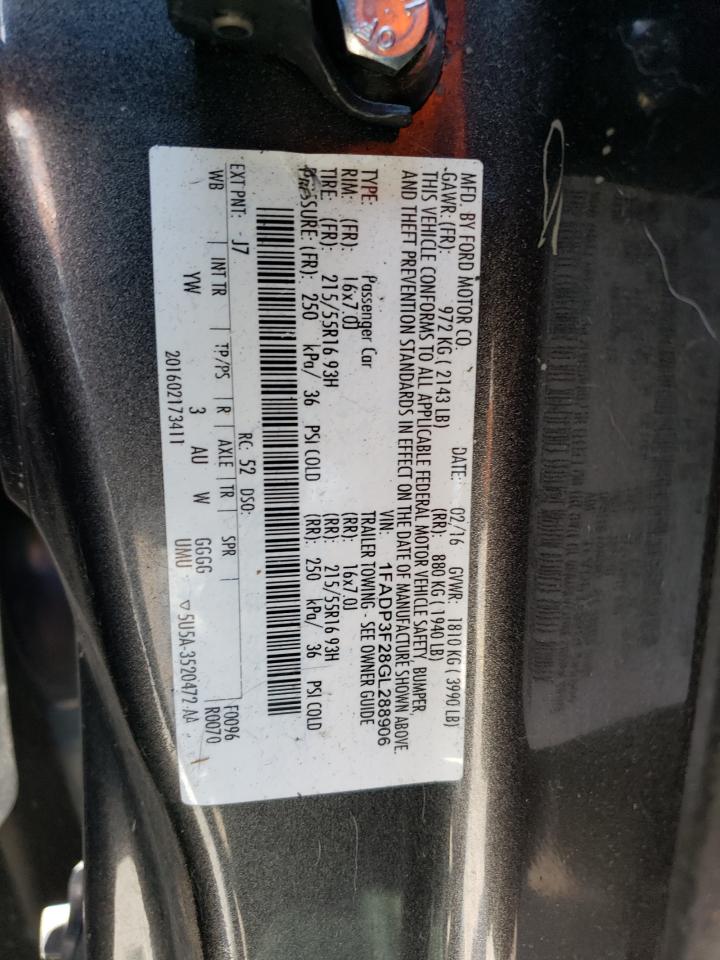 MFD. BY FORD MOTOR CO.
DATE: 02/16 GVWR: 1810 KG ( 3990 LB)
-GAWR: (FR): 972 KG ( 2143 LB) (RR): 880 KG ( 1940 LB)
THIS VEHICLE CONFORMS TO ALL APPLICABLE FEDERAL MOTOR VEHICLE SAFETY, BUMPER,
AND THEFT PREVENTION STANDARDS IN EFFECT ON THE DATE OF MANUFACTURE SHOWN ABOVE.
VIN: 1FADP3F28GL288906
TYPE: Passenger Car TRAILER TOWING - SEE OWNER GUIDE
RIM: (FR): 16x7.0J (RR): 16x7.0J
TIRE: (FR): 215/55R16 93H (RR): 215/55R16 93H
PRESSURE: (FR): 250 kPa/ 36 PSI COLD (RR): 250 kPa/ 36 PSI COLD
RC: 52 DSO: F0096
EXT PNT: -J7 R0070
WB INT TR TP/PS R AXLE TR SPR
YW 3 AU W GGGG
201602173411 UMU ▽5U5A-3520472-AA